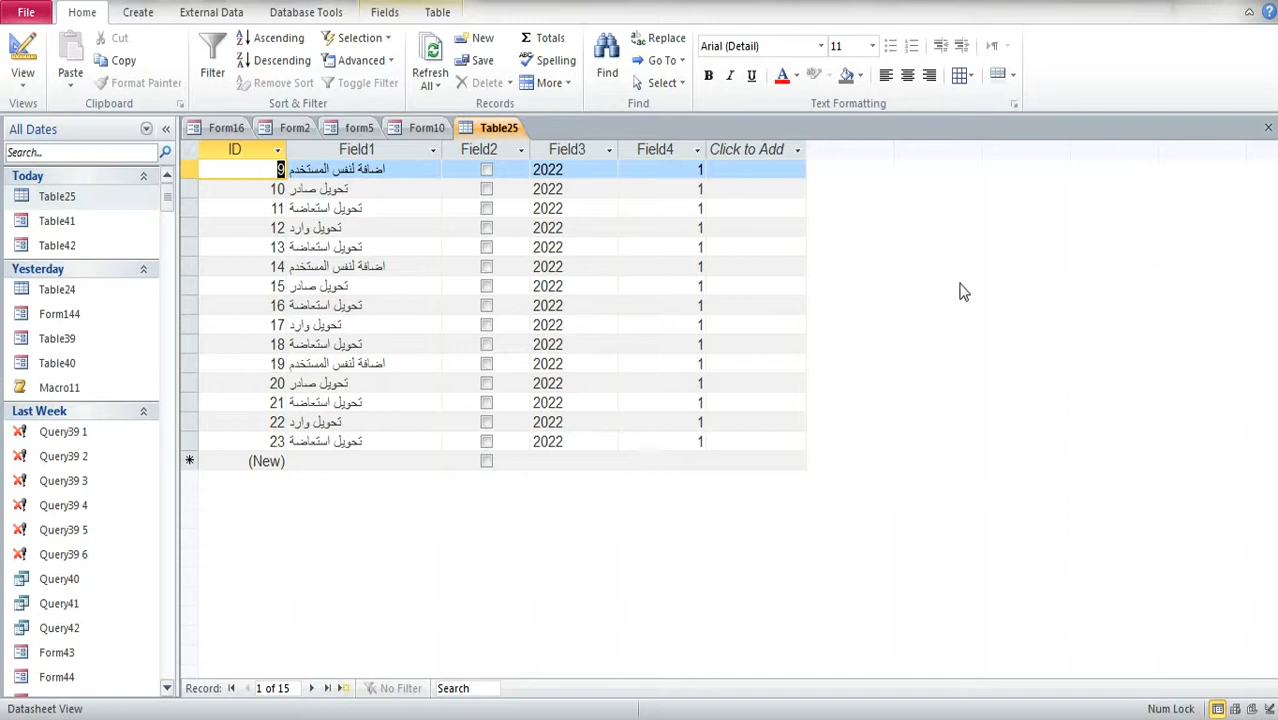 File Home Create External Data Database Tools Fields Table
View
Views
Paste
Cut
Copy
Format Painter
Clipboard
Filter
Ascending
Descending
Remove Sort
Selection
Advanced
Toggle Filter
Sort & Filter
Refresh
All
New
Save
Delete
Totals
Spelling
More
Records
Find
Replace
Go To
Select
Find
Arial (Detail) 11
B I U A
Text Formatting
All Dates
Search...
Today
Table25
Table41
Table42
Yesterday
Table24
Form144
Table39
Table40
Macro11
Last Week
Query39 1
Query39 2
Query39 3
Query39 4
Query39 5
Query39 6
Query40
Query41
Query42
Form43
Form44
Form16 Form2 form5 Form10 Table25
ID Field1 Field2 Field3 Field4 Click to Add
9 اضافة لنفس المستخدم 2022 1
10 تحويل صادر 2022 1
11 تحويل استعاضة 2022 1
12 تحويل وارد 2022 1
13 تحويل استعاضة 2022 1
14 اضافة لنفس المستخدم 2022 1
15 تحويل صادر 2022 1
16 تحويل استعاضة 2022 1
17 تحويل وارد 2022 1
18 تحويل استعاضة 2022 1
19 اضافة لنفس المستخدم 2022 1
20 تحويل صادر 2022 1
21 تحويل استعاضة 2022 1
22 تحويل وارد 2022 1
23 تحويل استعاضة 2022 1
(New)
Record: 1 of 15 No Filter Search
Datasheet View Num Lock